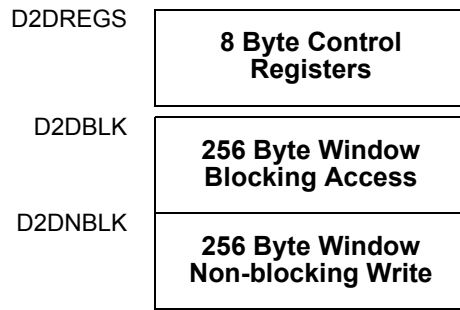 D2DREGS
8 Byte Control
Registers
D2DBLK
256 Byte Window
Blocking Access
D2DNBLK
256 Byte Window
Non-blocking Write